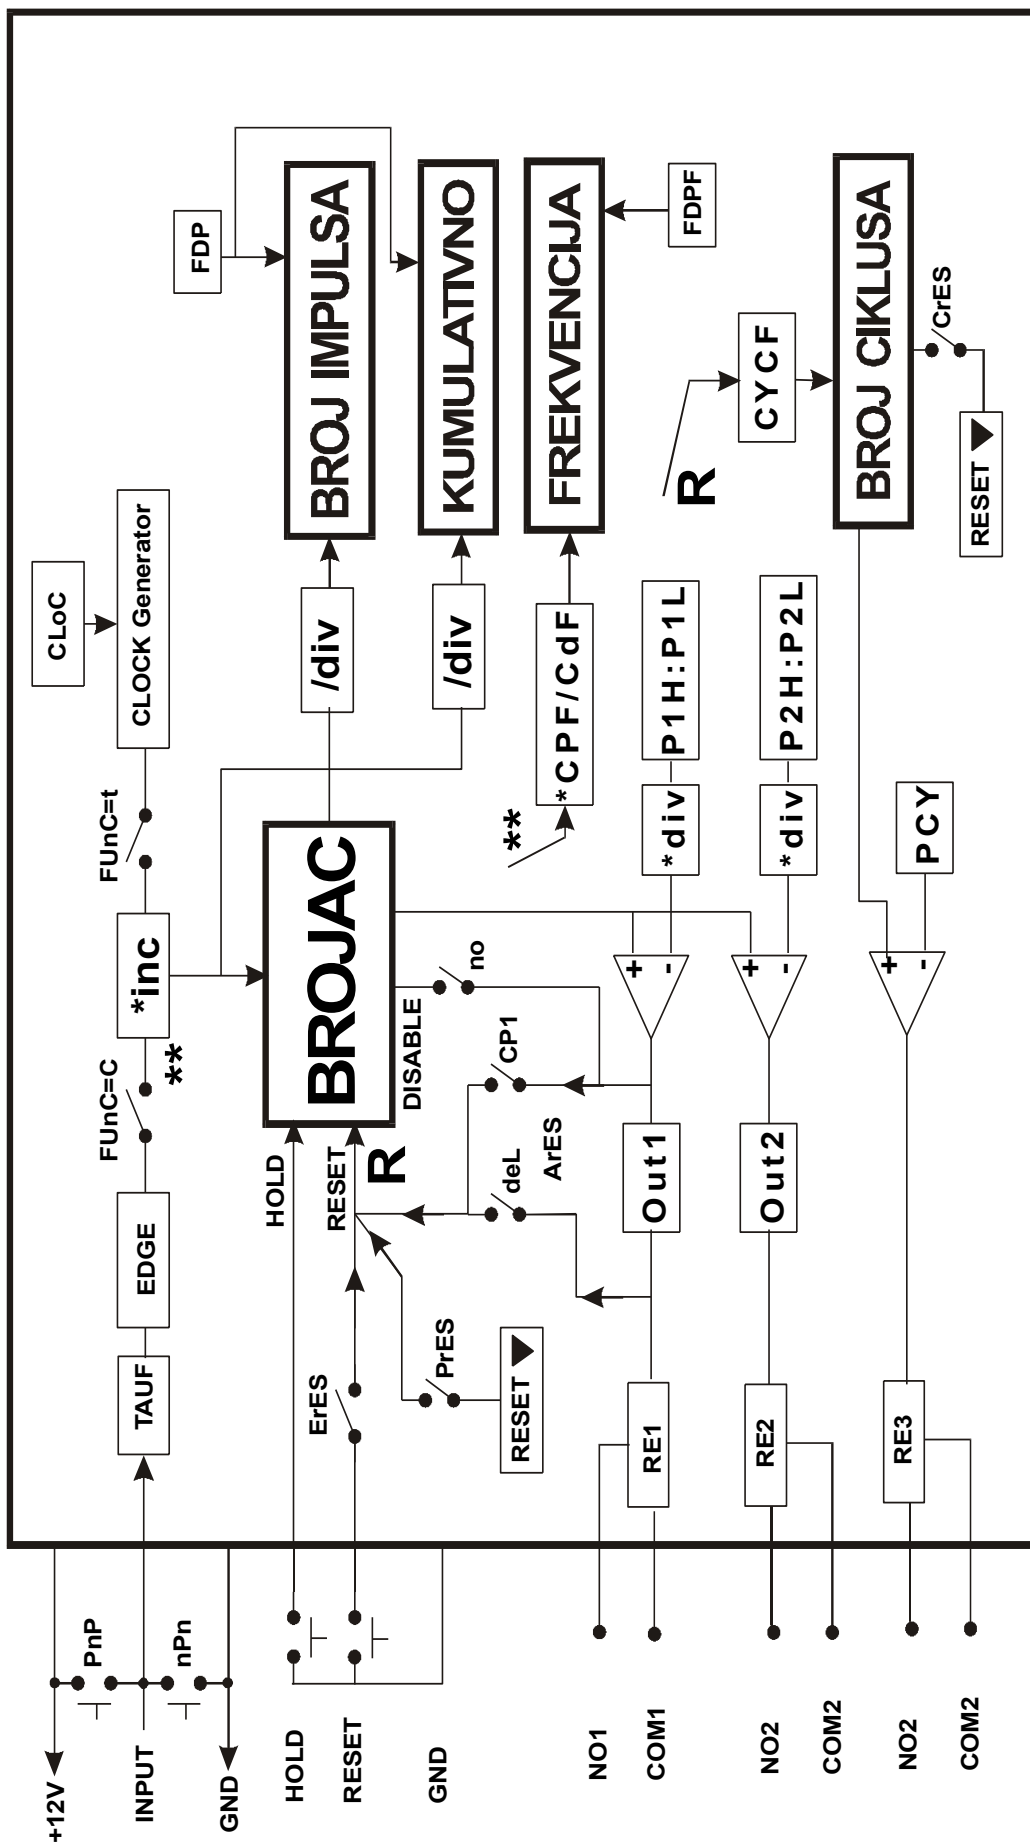 +12V
PnP
INPUT
nPn
GND
HOLD
RESET
GND
NO1
COM1
NO2
COM2
NO2
COM2
TAUF
EDGE
FUnC=C
*inc
**
FUnC=t
CLOCK Generator
CLoC
HOLD
RESET
R
ErES
PrES
RESET
BROJAC
DISABLE
no
CP1
deL
ArES
/div
/div
FDP
BROJ IMPULSA
KUMULATIVNO
FREKVENCIJA
FDPF
**
*CPF/CdF
*div
P1H:P1L
*div
P2H:P2L
+
-
+
-
+
-
PCY
Out1
Out2
RE1
RE2
RE3
R
CYCF
BROJ CIKLUSA
CrES
RESET